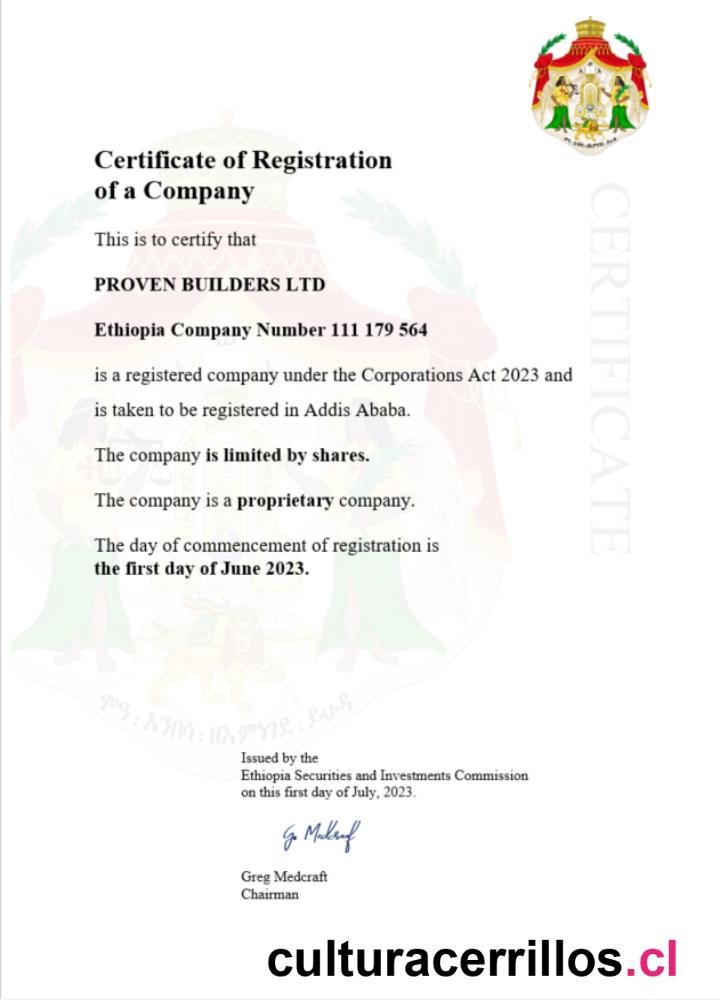 Certificate of Registration
of a Company
This is to certify that
PROVEN BUILDERS LTD
Ethiopia Company Number 111 179 564
is a registered company under the Corporations Act 2023 and
is taken to be registered in Addis Ababa.
The company is limited by shares.
The company is a proprietary company.
The day of commencement of registration is
the first day of June 2023.
CERTIFICATE
Issued by the
Ethiopia Securities and Investments Commission
on this first day of July, 2023.
Greg Medcraft
Chairman
culturacerrillos.cl